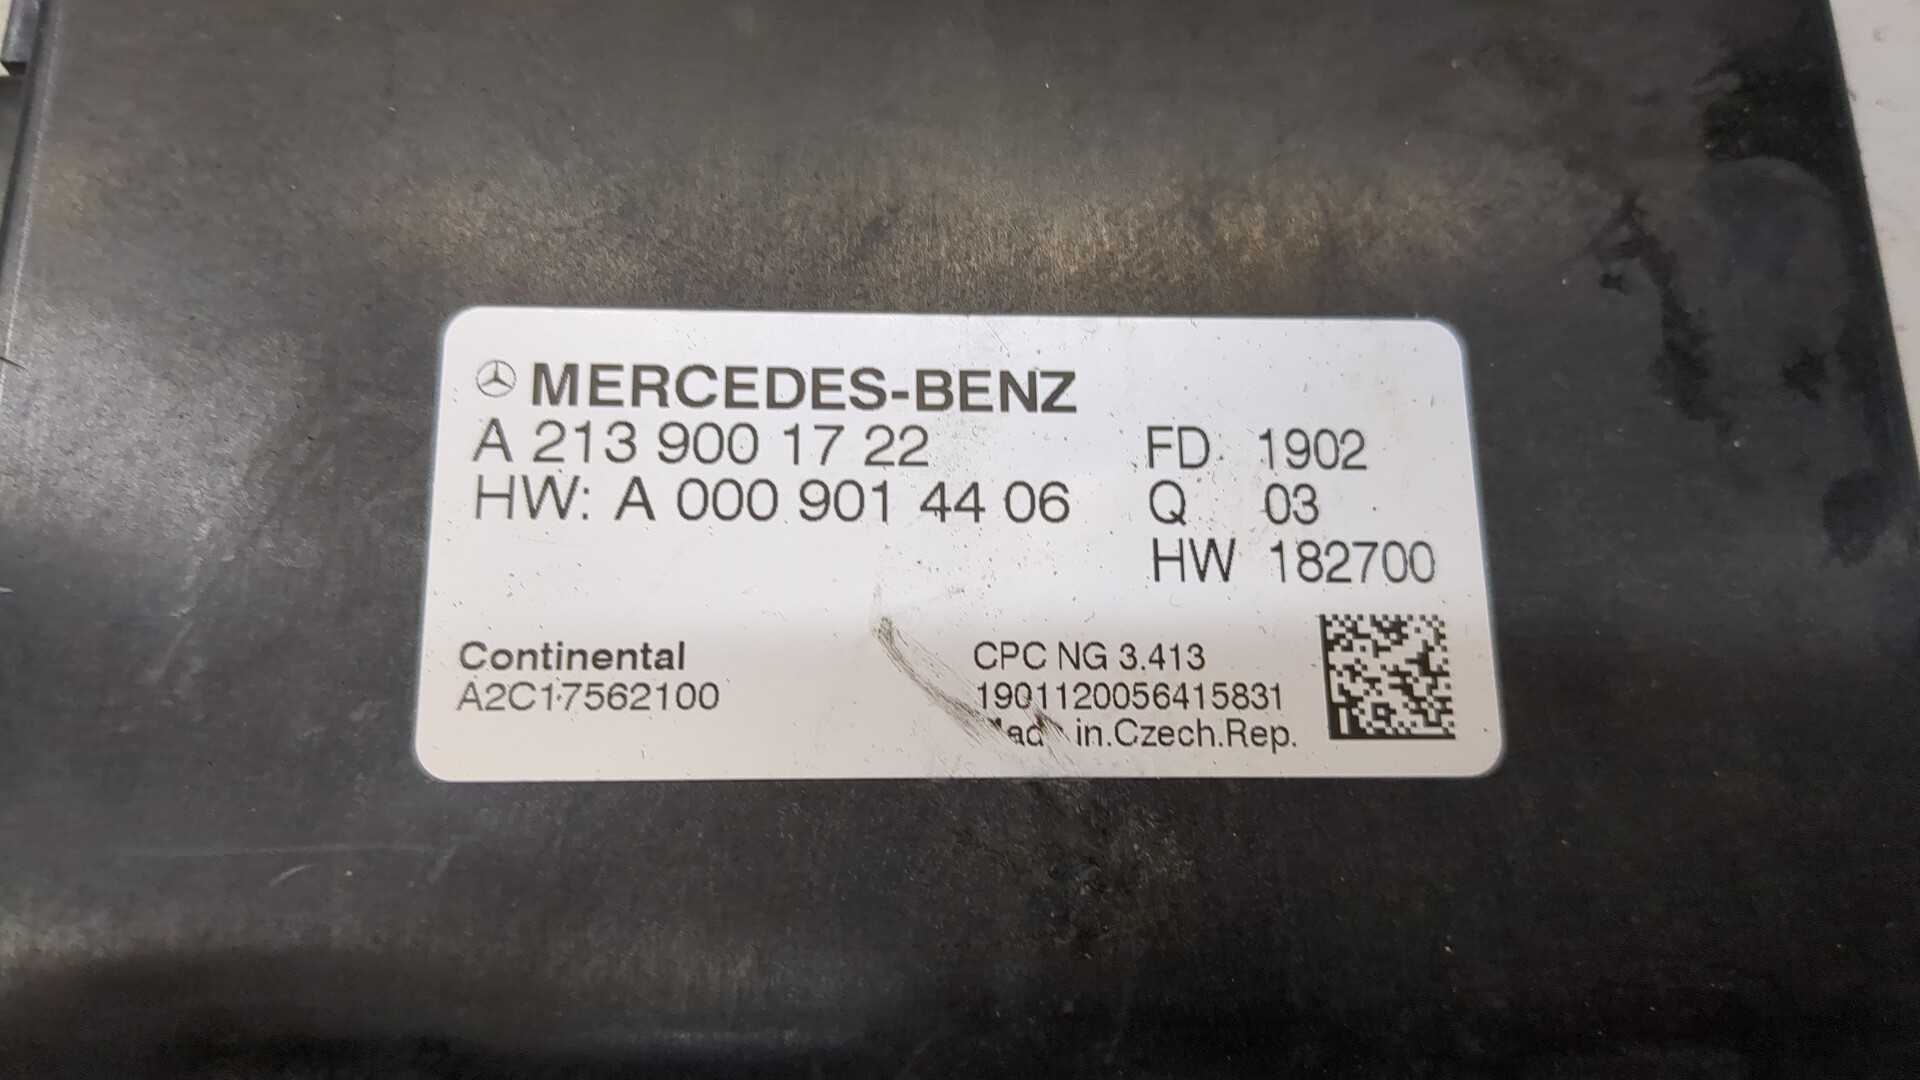 MERCEDES-BENZ
A 213 900 17 22
HW: A 000 901 44 06
FD 1902
Q 03
HW 182700
Continental
A2C17562100
CPC NG 3.413
1901120056415831
in.Czech.Rep.